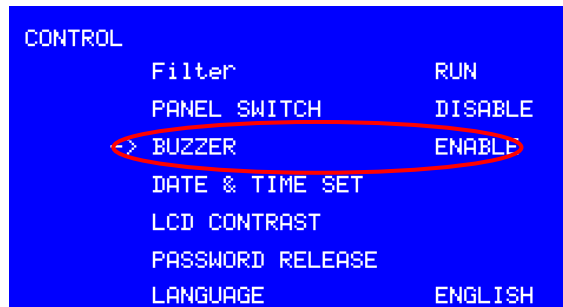 CONTROL
Filter RUN
PANEL SWITCH DISABLE
-> BUZZER ENABLE
DATE & TIME SET
LCD CONTRAST
PASSWORD RELEASE
LANGUAGE ENGLISH